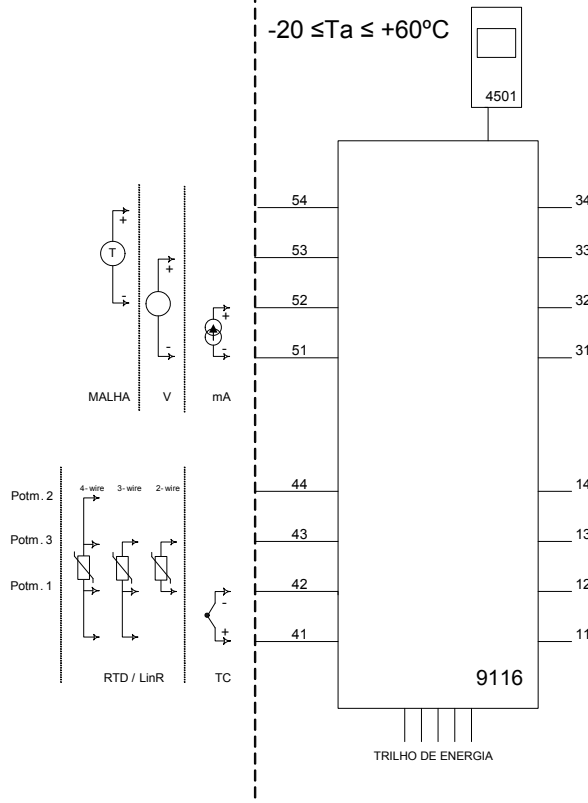 -20 ≤Ta ≤ +60ºC
4501
54
53
52
51
34
33
32
31
+
T
-
+
-
+
-
MALHA
V
mA
44
43
42
41
14
13
12
11
Potm. 2
Potm. 3
Potm. 1
4-wire
3-wire
2-wire
-
+
RTD / LinR
TC
9116
TRILHO DE ENERGIA